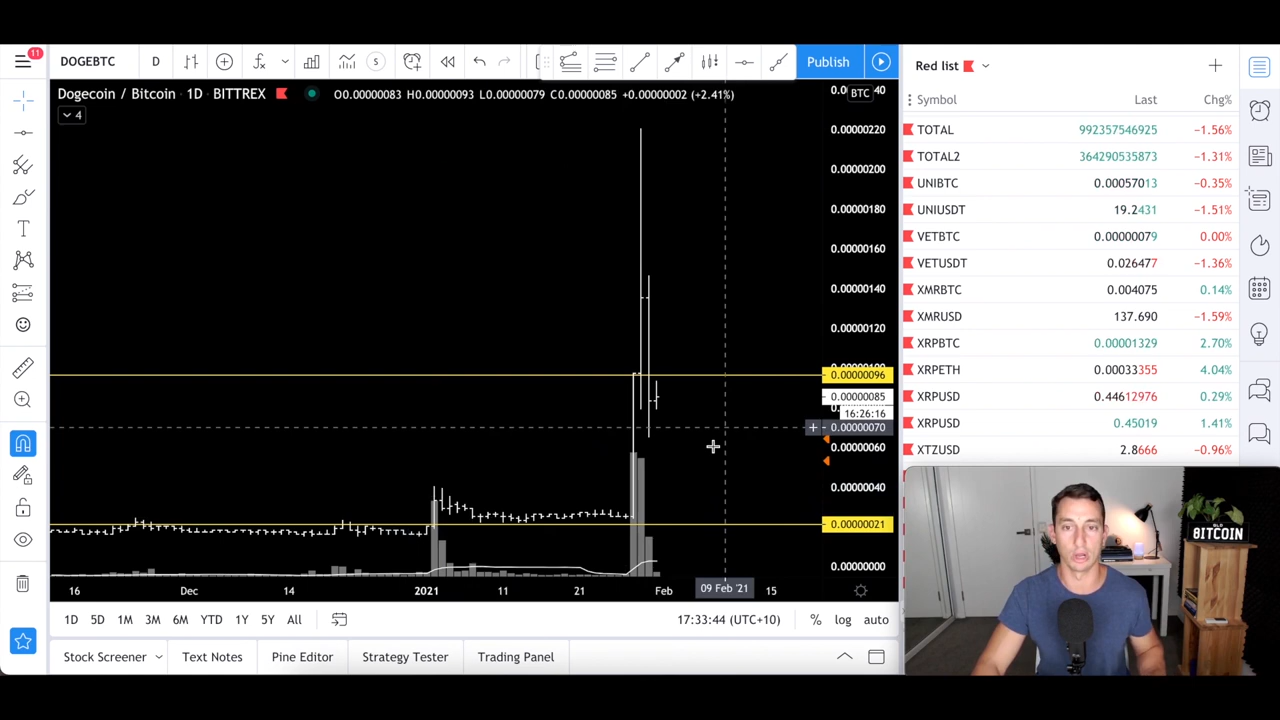 11
DOGEBTC
D
S
Publish
Red list
Dogecoin / Bitcoin · 1D · BITTREX
O0.00000083 H0.00000093 L0.00000079 C0.00000085 +0.00000002 (+2.41%)
BTC
4
Symbol Last Chg%
TOTAL 992357546925 −1.56%
TOTAL2 364290535873 −1.31%
UNIBTC 0.00057013 −0.35%
UNIUSDT 19.2431 −1.51%
VETBTC 0.00000079 0.00%
VETUSDT 0.026477 −1.36%
XMRBTC 0.004075 0.14%
XMRUSD 137.690 −1.59%
XRPBTC 0.00001329 2.70%
XRPETH 0.00033355 4.04%
XRPUSD 0.44612976 0.29%
XRPUSD 0.45019 1.41%
XTZUSD 2.8666 −0.96%
0.00000220
0.00000200
0.00000180
0.00000160
0.00000140
0.00000120
0.00000096
0.00000085
16:26:16
0.00000070
0.00000060
0.00000040
0.00000021
0.00000000
16 Dec 14 2021 11 21 Feb 09 Feb '21 15
1D 5D 1M 3M 6M YTD 1Y 5Y All
17:33:44 (UTC+10) % log auto
Stock Screener Text Notes Pine Editor Strategy Tester Trading Panel
BITCOIN